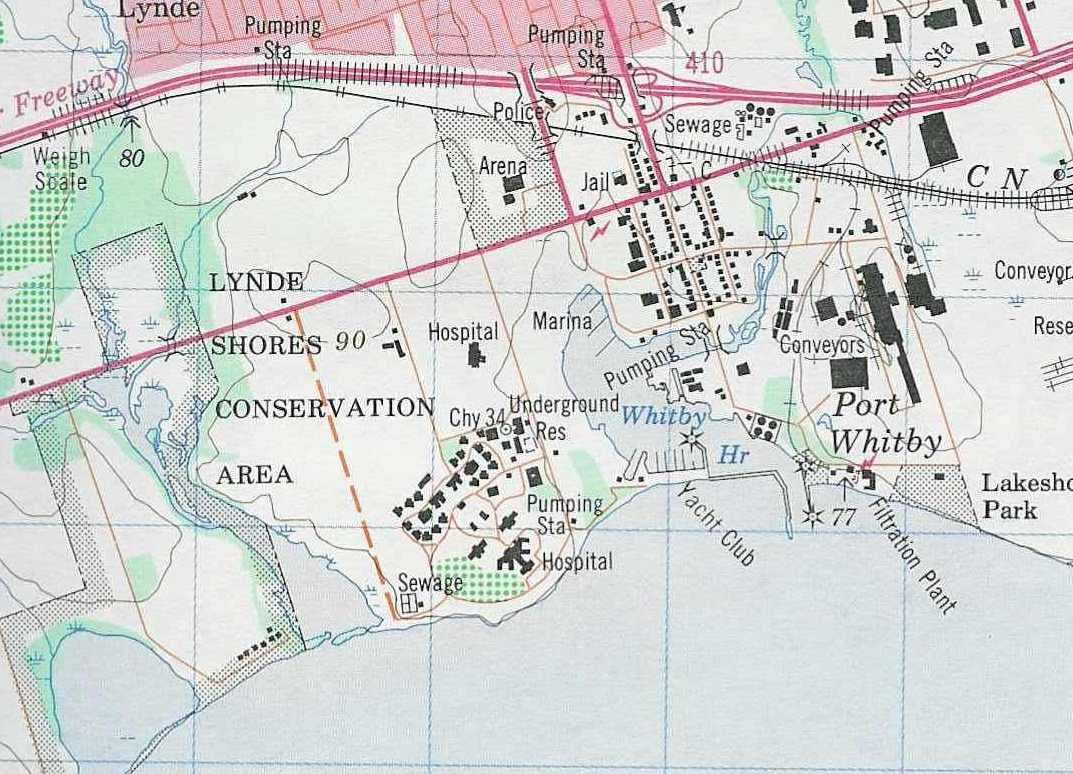 Lynde
Pumping
Sta
Pumping
Sta
410
Pumping Sta
Freeway
Police
Sewage
Weigh
Scale
80
Arena
Jail
C
C N
LYNDE
Conveyor
SHORES
90
Hospital
Marina
Pumping Sta
Conveyors
Rese
CONSERVATION
Chy 34
Underground
Res
Whitby
Hr
Port
Whitby
AREA
Pumping
Sta
Yacht Club
77
Filtration Plant
Lakesho
Park
Hospital
Sewage